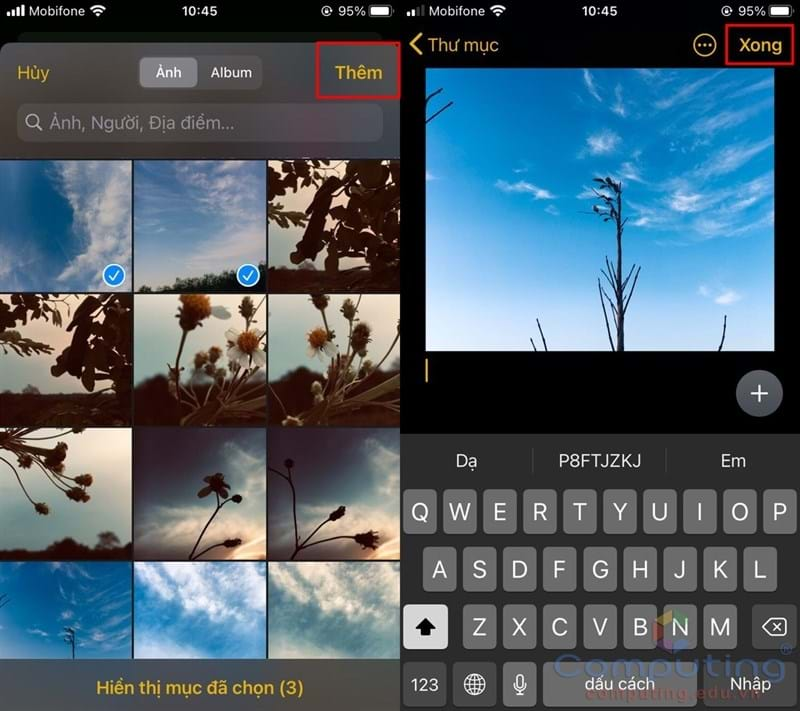 Mobifone 10:45 95%
Hủy Ảnh Album Thêm
Ảnh, Người, Địa điểm...
Hiển thị mục đã chọn (3)
Mobifone 10:45 95%
Thư mục Xong
Dạ P8FTJZKJ Em
Q W E R T Y U I O P
A S D F G H J K L
Z X C V B N M
123 dấu cách Nhập
Computing®
computing.edu.vn